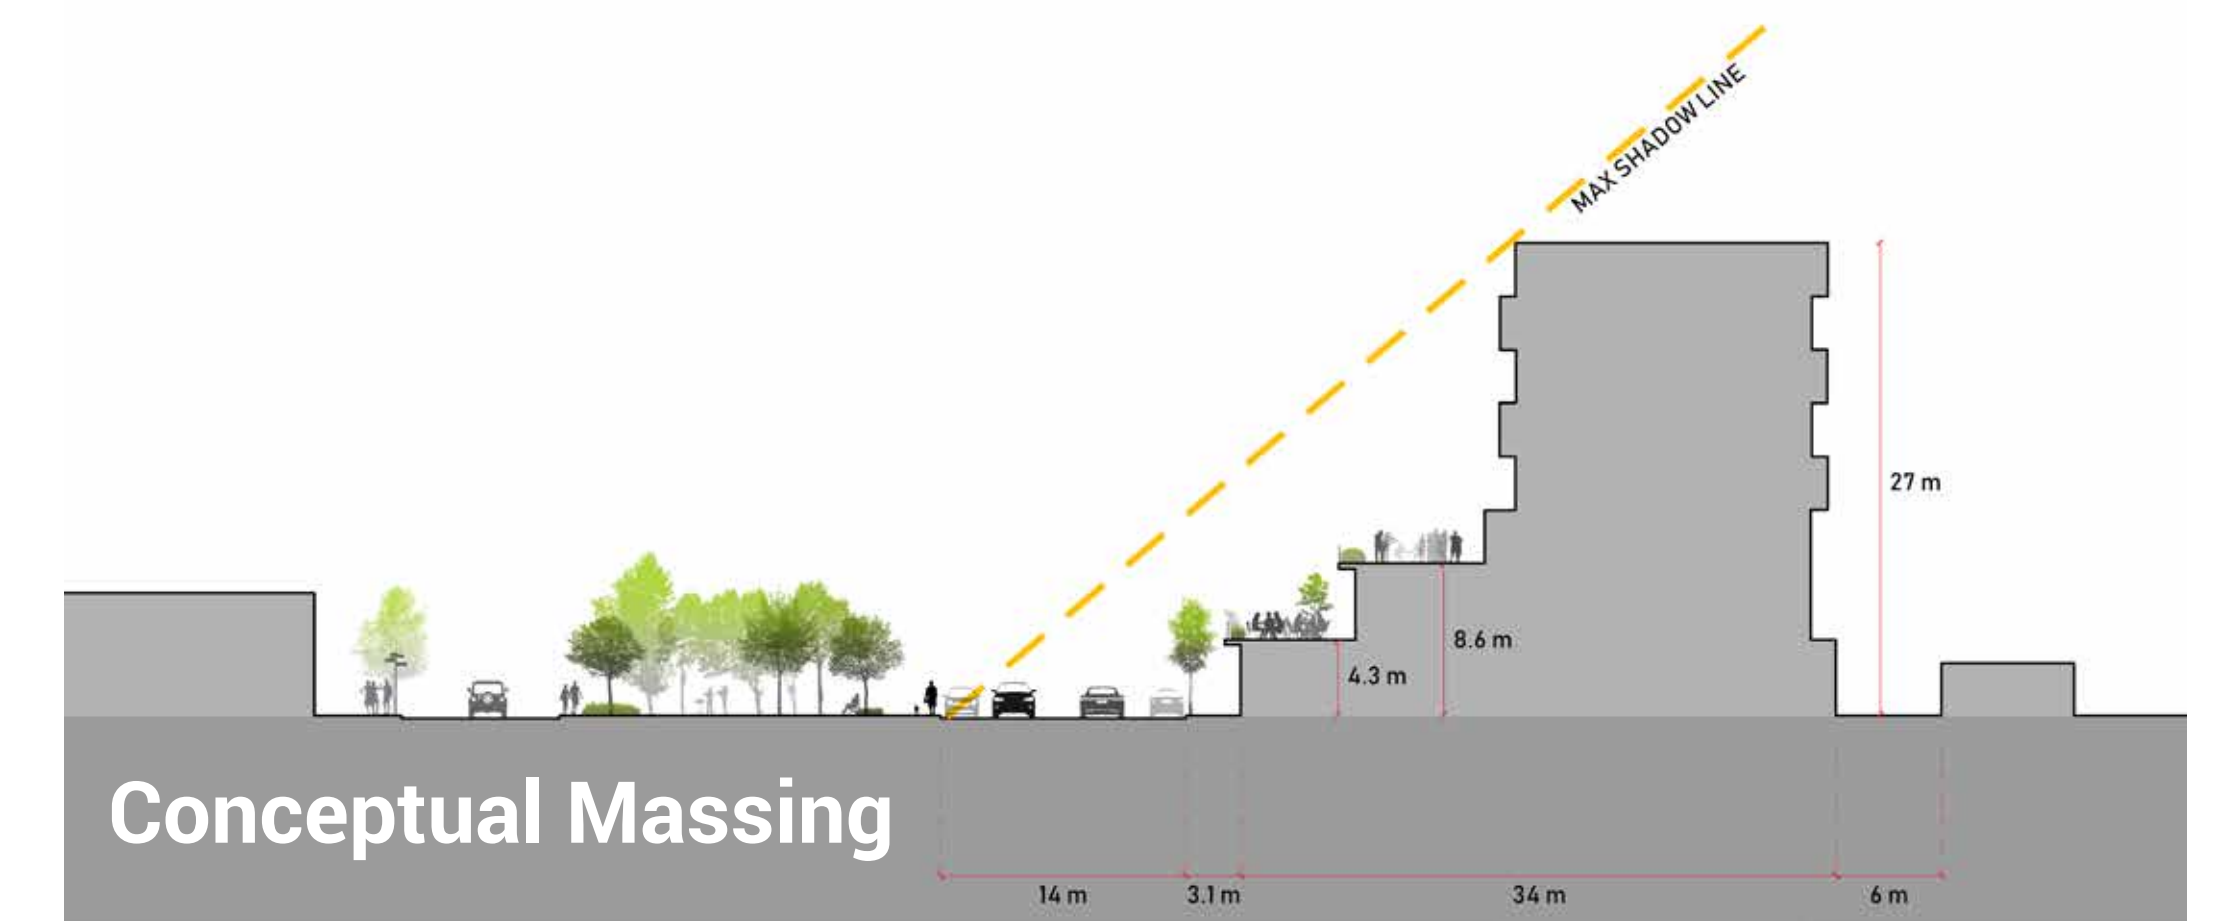 MAX SHADOW LINE
27 m
8.6 m
4.3 m
Conceptual Massing
14 m
3.1 m
34 m
6 m